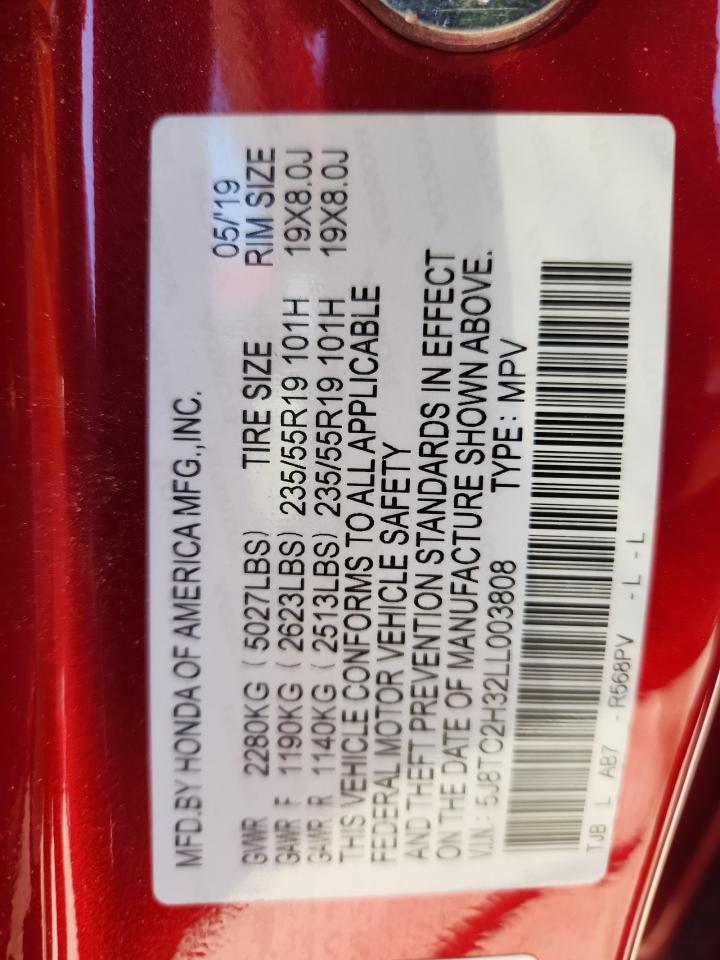 MFD.BY HONDA OF AMERICA MFG.,INC. 05/'19
GVWR 2280KG (5027LBS) TIRE SIZE RIM SIZE
GAWR F 1190KG (2623LBS) 235/55R19 101H 19X8.0J
GAWR R 1140KG (2513LBS) 235/55R19 101H 19X8.0J
THIS VEHICLE CONFORMS TO ALL APPLICABLE
FEDERAL MOTOR VEHICLE SAFETY
AND THEFT PREVENTION STANDARDS IN EFFECT
ON THE DATE OF MANUFACTURE SHOWN ABOVE.
V.I.N.: 5J8TC2H32LL003808 TYPE: MPV
TJB L AB7 -R568PV -L -L